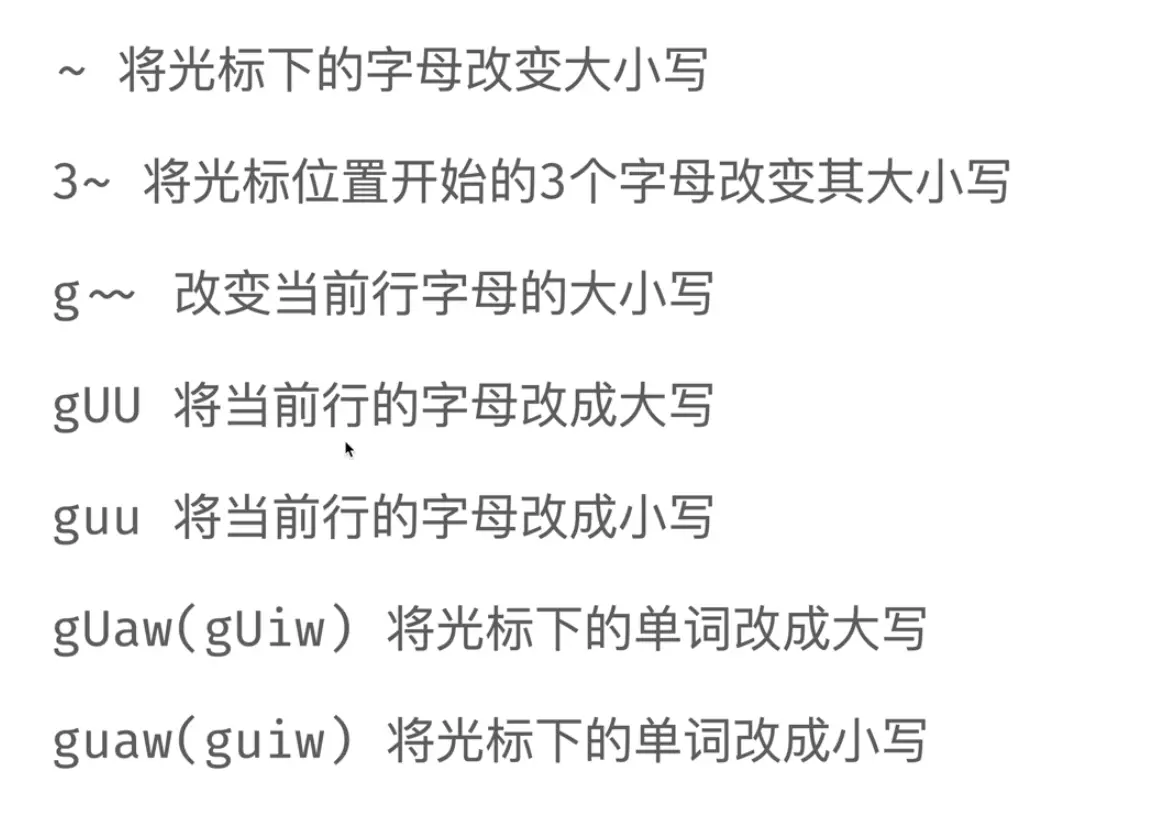 ~ 将光标下的字母改变大小写
3~ 将光标位置开始的3个字母改变其大小写
g~~ 改变当前行字母的大小写
gUU 将当前行的字母改成大写
guu 将当前行的字母改成小写
gUaw(gUiw) 将光标下的单词改成大写
guaw(guiw) 将光标下的单词改成小写